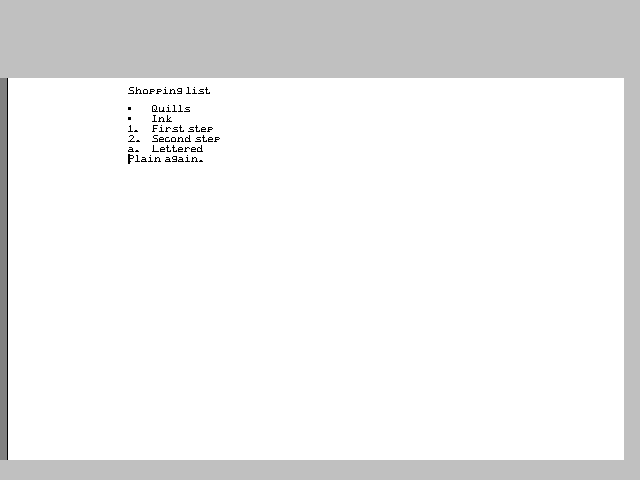 Shopping list
• Quills
• Ink
1. First step
2. Second step
a. Lettered
Plain again.